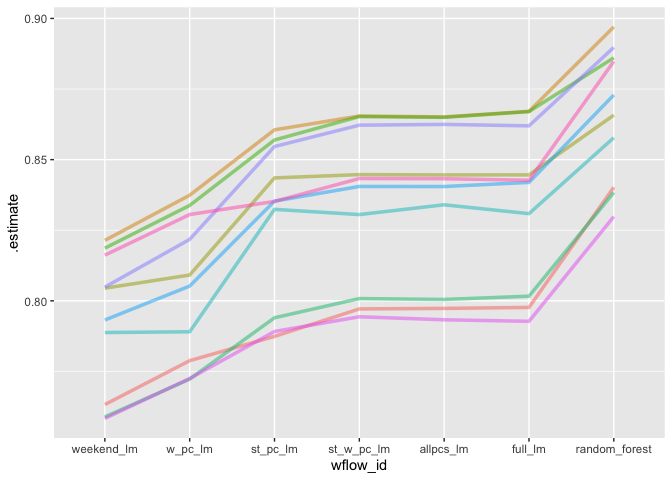 0.90
0.85
0.80
.estimate
weekend_lm w_pc_lm st_pc_lm st_w_pc_lm allpcs_lm full_lm random_forest
wflow_id